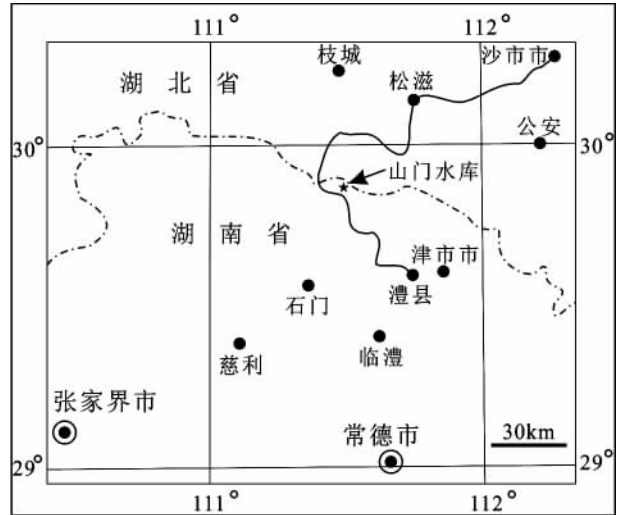 111° 112°
枝城 沙市市
湖北省 松滋
公安
30° 30°
山门水库
湖南省
津市市
石门 澧县
慈利 临澧
张家界市
常德市 30km
29° 29°
111° 112°